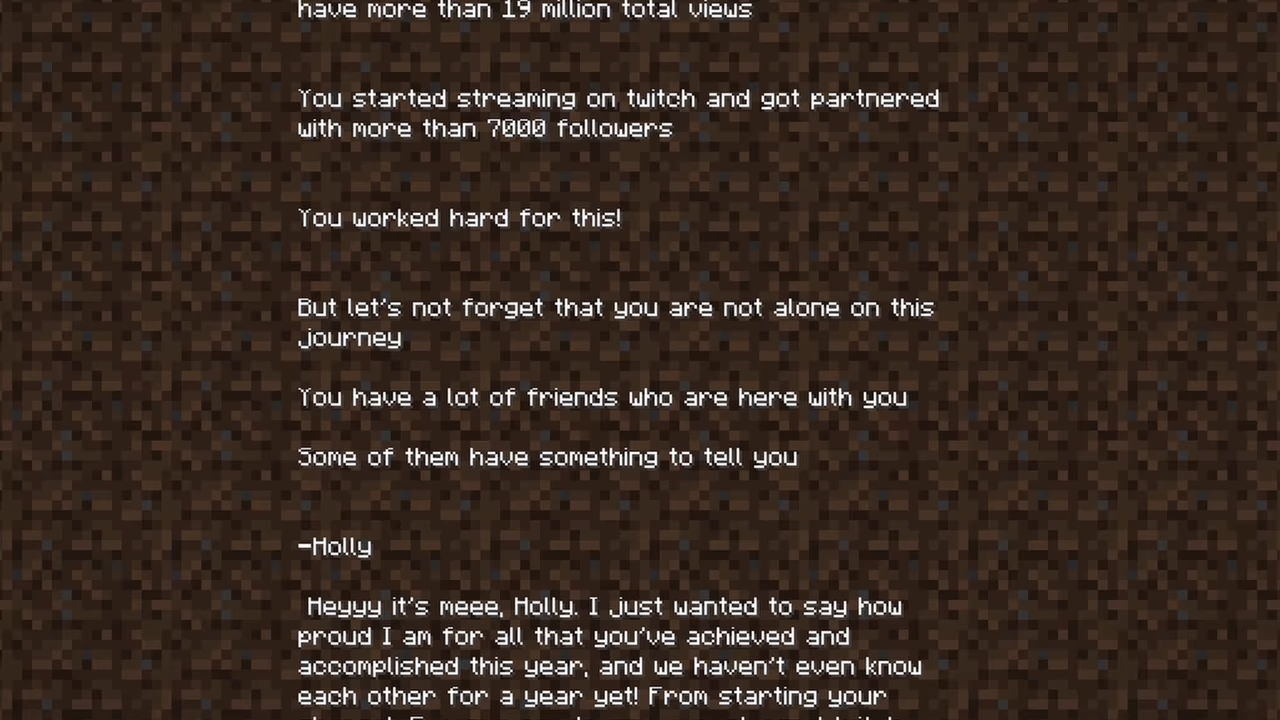 have more than 19 million total views
You started streaming on twitch and got partnered
with more than 7000 followers
You worked hard for this!
But let's not forget that you are not alone on this
journey
You have a lot of friends who are here with you
Some of them have something to tell you
-Holly
Heyyy it's meee, Holly. I just wanted to say how
proud I am for all that you've achieved and
accomplished this year, and we haven't even know
each other for a year yet! From starting your